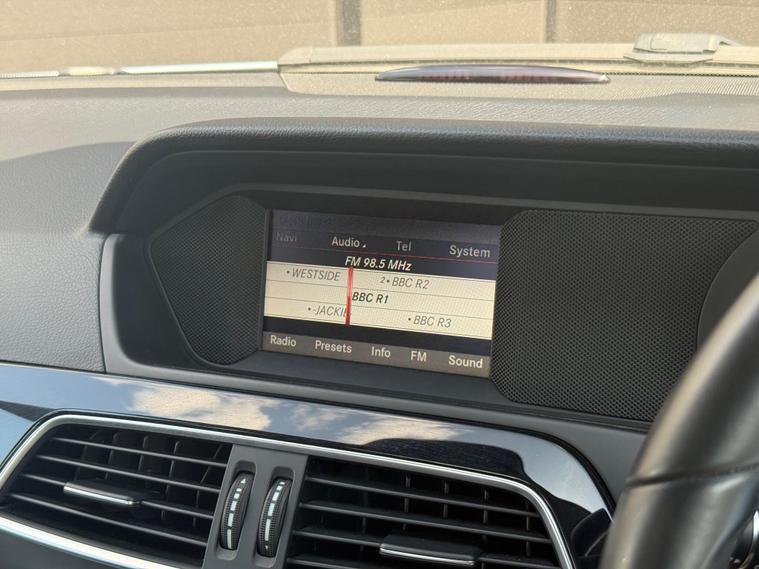 Navi Audio Tel System
FM 98.5 MHz
•WESTSIDE 2•BBC R2
BBC R1
•-JACKIE •BBC R3
Radio Presets Info FM Sound